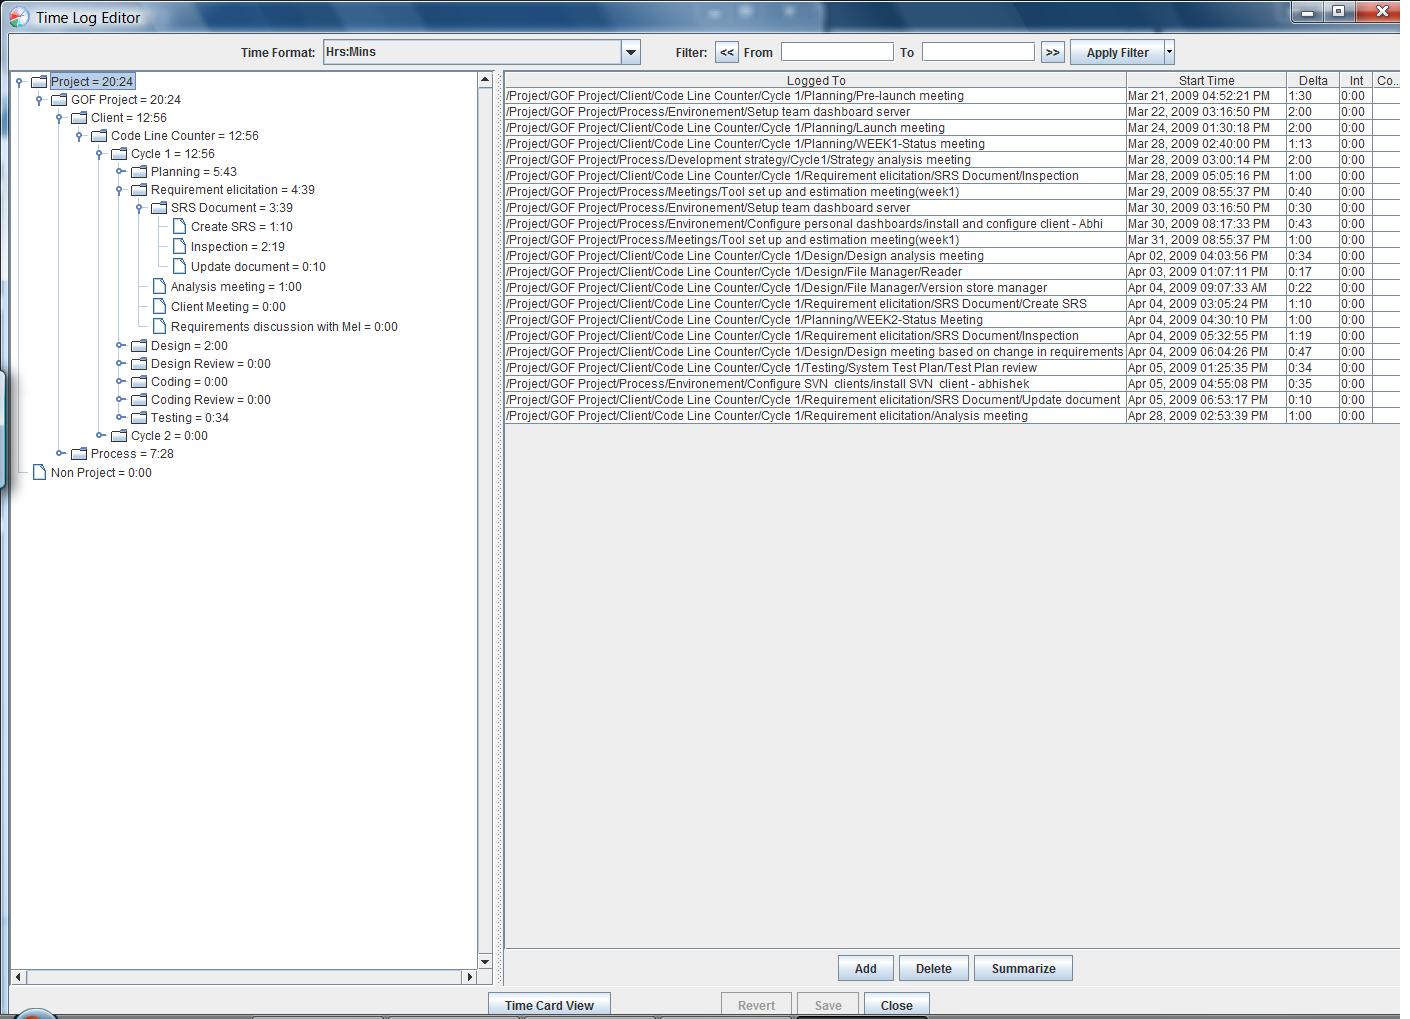 Time Log Editor
Time Format: Hrs:Mins Filter: << From To >> Apply Filter
Project = 20:24
GOF Project = 20:24
Client = 12:56
Code Line Counter = 12:56
Cycle 1 = 12:56
Planning = 5:43
Requirement elicitation = 4:39
SRS Document = 3:39
Create SRS = 1:10
Inspection = 2:19
Update document = 0:10
Analysis meeting = 1:00
Client Meeting = 0:00
Requirements discussion with Mel = 0:00
Design = 2:00
Design Review = 0:00
Coding = 0:00
Coding Review = 0:00
Testing = 0:34
Cycle 2 = 0:00
Process = 7:28
Non Project = 0:00
Logged To Start Time Delta Int Co...
/Project/GOF Project/Client/Code Line Counter/Cycle 1/Planning/Pre-launch meeting Mar 21, 2009 04:52:21 PM 1:30 0:00
/Project/GOF Project/Process/Environement/Setup team dashboard server Mar 22, 2009 03:16:50 PM 2:00 0:00
/Project/GOF Project/Client/Code Line Counter/Cycle 1/Planning/Launch meeting Mar 24, 2009 01:30:18 PM 2:00 0:00
/Project/GOF Project/Client/Code Line Counter/Cycle 1/Planning/WEEK1-Status meeting Mar 28, 2009 02:40:00 PM 1:13 0:00
/Project/GOF Project/Process/Development strategy/Cycle1/Strategy analysis meeting Mar 28, 2009 03:00:14 PM 2:00 0:00
/Project/GOF Project/Client/Code Line Counter/Cycle 1/Requirement elicitation/SRS Document/Inspection Mar 28, 2009 05:05:16 PM 1:00 0:00
/Project/GOF Project/Process/Meetings/Tool set up and estimation meeting(week1) Mar 29, 2009 08:55:37 PM 0:40 0:00
/Project/GOF Project/Process/Environement/Setup team dashboard server Mar 30, 2009 03:16:50 PM 0:30 0:00
/Project/GOF Project/Process/Environement/Configure personal dashboards/install and configure client - Abhi Mar 30, 2009 08:17:33 PM 0:43 0:00
/Project/GOF Project/Process/Meetings/Tool set up and estimation meeting(week1) Mar 31, 2009 08:55:37 PM 1:00 0:00
/Project/GOF Project/Client/Code Line Counter/Cycle 1/Design/Design analysis meeting Apr 02, 2009 04:03:56 PM 0:34 0:00
/Project/GOF Project/Client/Code Line Counter/Cycle 1/Design/File Manager/Reader Apr 03, 2009 01:07:11 PM 0:17 0:00
/Project/GOF Project/Client/Code Line Counter/Cycle 1/Design/File Manager/Version store manager Apr 04, 2009 09:07:33 AM 0:22 0:00
/Project/GOF Project/Client/Code Line Counter/Cycle 1/Requirement elicitation/SRS Document/Create SRS Apr 04, 2009 03:05:24 PM 1:10 0:00
/Project/GOF Project/Client/Code Line Counter/Cycle 1/Planning/WEEK2-Status Meeting Apr 04, 2009 04:30:10 PM 1:00 0:00
/Project/GOF Project/Client/Code Line Counter/Cycle 1/Requirement elicitation/SRS Document/Inspection Apr 04, 2009 05:32:55 PM 1:19 0:00
/Project/GOF Project/Client/Code Line Counter/Cycle 1/Design/Design meeting based on change in requirements Apr 04, 2009 06:04:26 PM 0:47 0:00
/Project/GOF Project/Client/Code Line Counter/Cycle 1/Testing/System Test Plan/Test Plan review Apr 05, 2009 01:25:35 PM 0:34 0:00
/Project/GOF Project/Process/Environement/Configure SVN clients/install SVN client - abhishek Apr 05, 2009 04:55:08 PM 0:35 0:00
/Project/GOF Project/Client/Code Line Counter/Cycle 1/Requirement elicitation/SRS Document/Update document Apr 05, 2009 06:53:17 PM 0:10 0:00
/Project/GOF Project/Client/Code Line Counter/Cycle 1/Requirement elicitation/Analysis meeting Apr 28, 2009 02:53:39 PM 1:00 0:00
Add Delete Summarize
Time Card View Revert Save Close